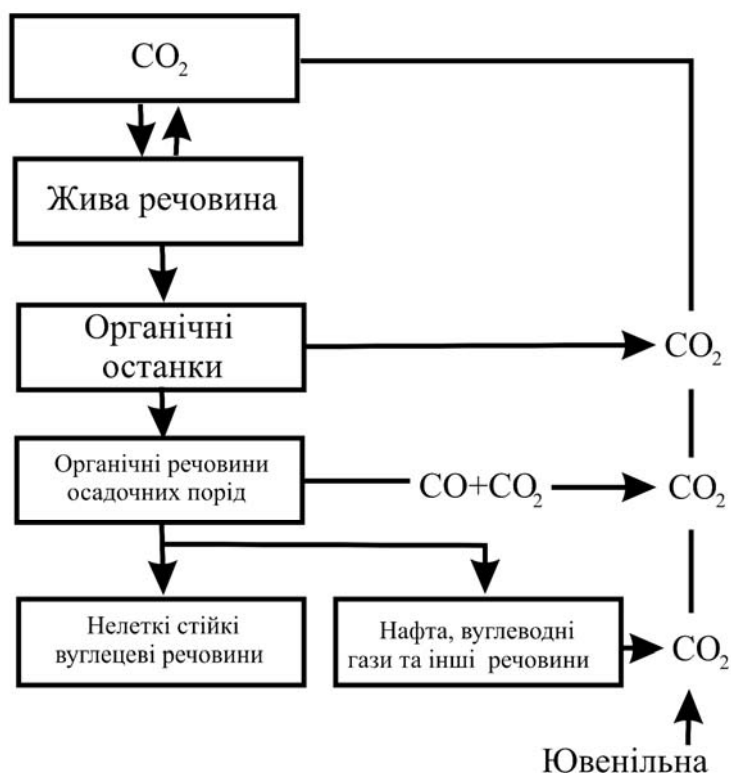 CO₂
Жива речовина
Органічні
останки
CO₂
Органічні речовини
осадочних порід
CO+CO₂
CO₂
Нелеткі стійкі
вуглецеві речовини
Нафта, вуглеводні
гази та інші речовини
CO₂
Ювенільна